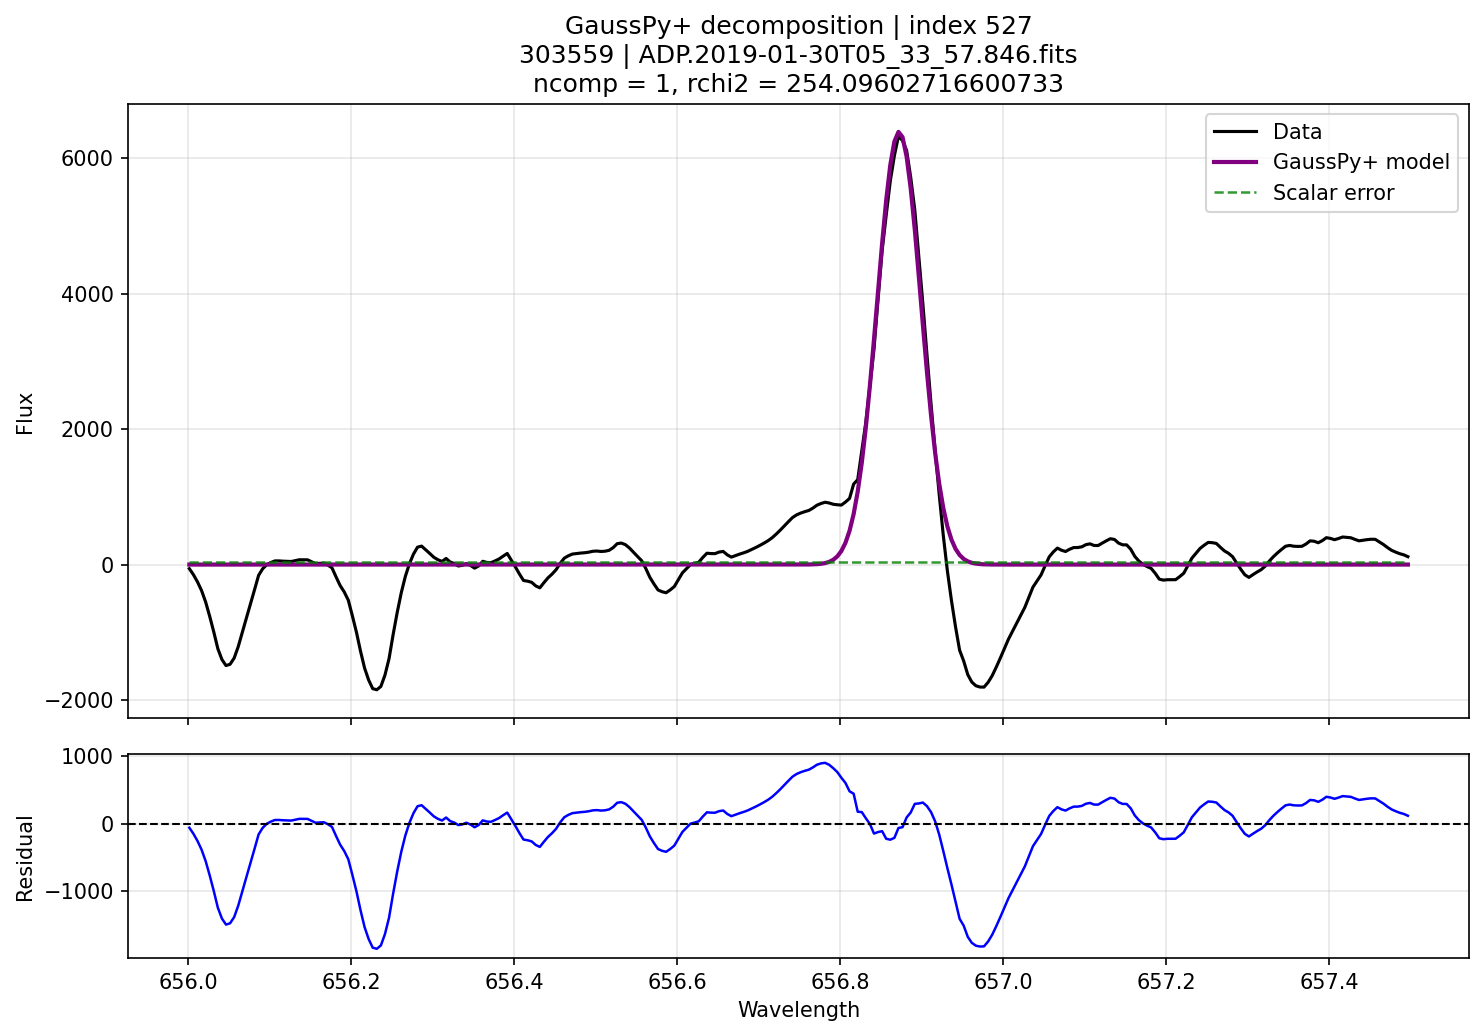 GaussPy+ decomposition | index 527
303559 | ADP.2019-01-30T05_33_57.846.fits
ncomp = 1, rchi2 = 254.09602716600733
Data
GaussPy+ model
Scalar error
6000
4000
2000
0
−2000
Flux
1000
0
−1000
Residual
656.0 656.2 656.4 656.6 656.8 657.0 657.2 657.4
Wavelength